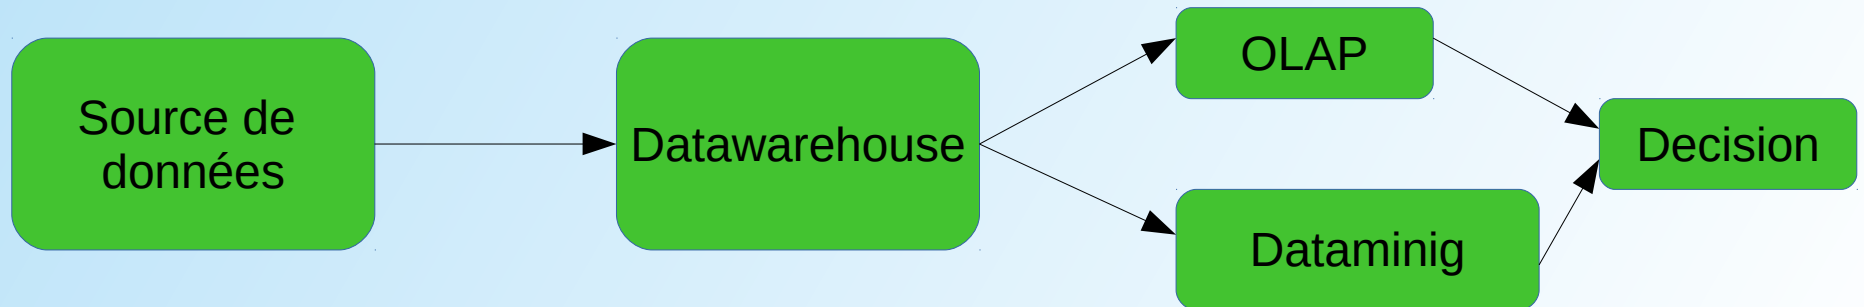 Source de
données
Datawarehouse
OLAP
Dataminig
Decision